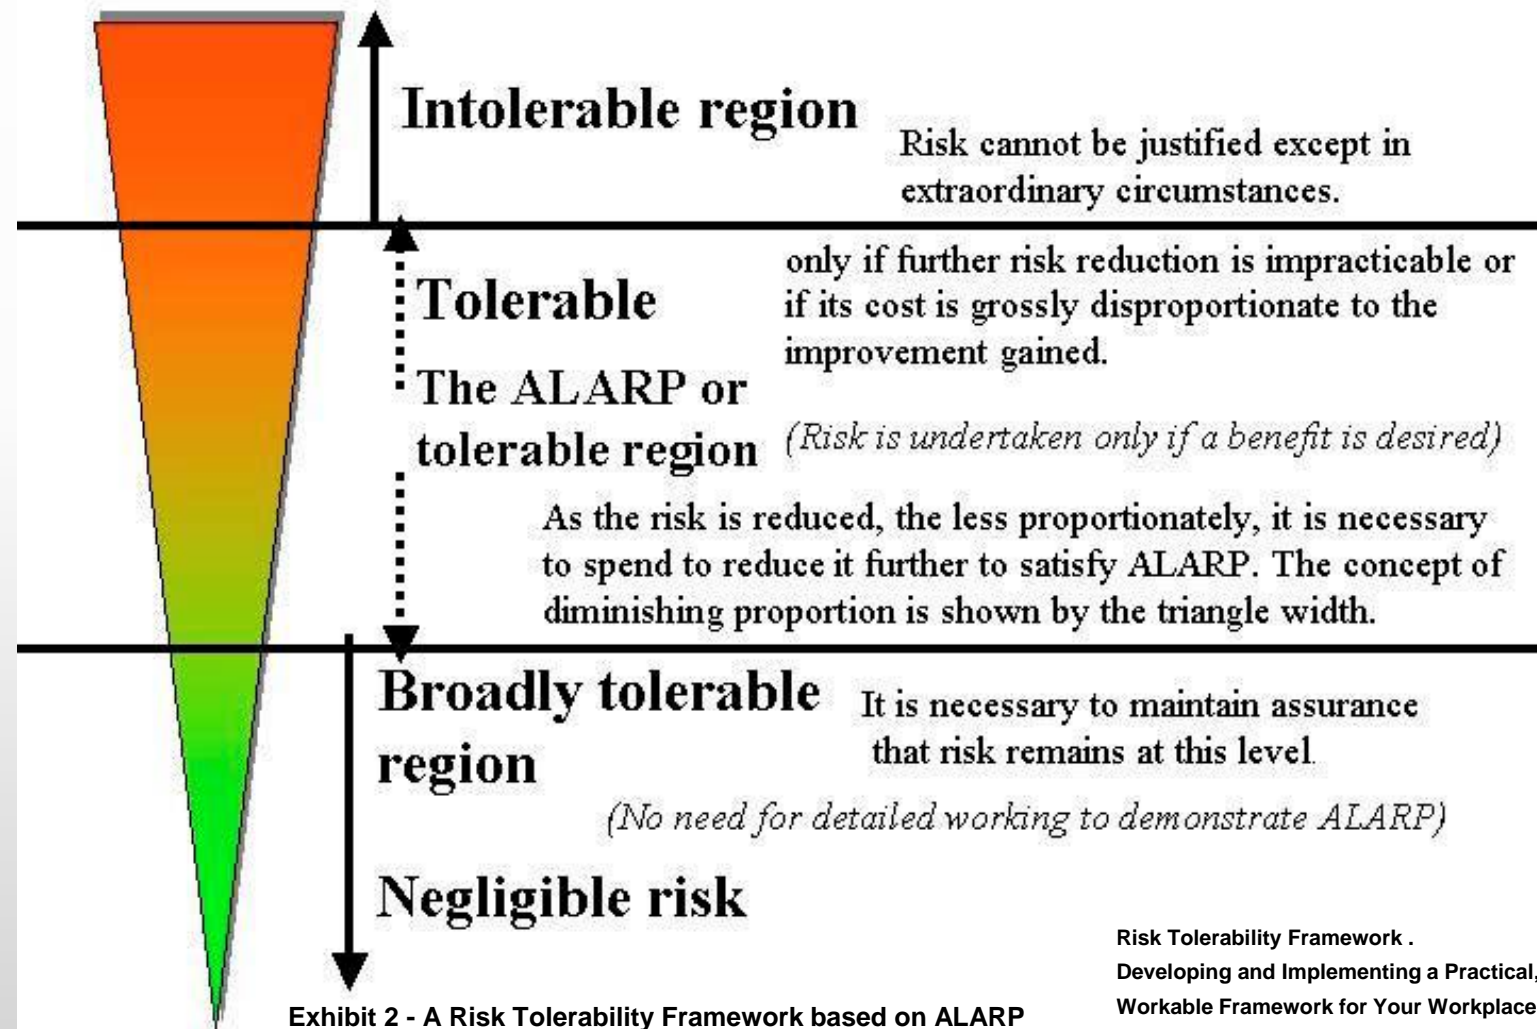 Intolerable region
Risk cannot be justified except in
extraordinary circumstances.
Tolerable
only if further risk reduction is impracticable or
if its cost is grossly disproportionate to the
improvement gained.
The ALARP or
tolerable region
(Risk is undertaken only if a benefit is desired)
As the risk is reduced, the less proportionately, it is necessary
to spend to reduce it further to satisfy ALARP. The concept of
diminishing proportion is shown by the triangle width.
Broadly tolerable
region
It is necessary to maintain assurance
that risk remains at this level.
(No need for detailed working to demonstrate ALARP)
Negligible risk
Risk Tolerability Framework .
Developing and Implementing a Practical,
Workable Framework for Your Workplace
Exhibit 2 - A Risk Tolerability Framework based on ALARP